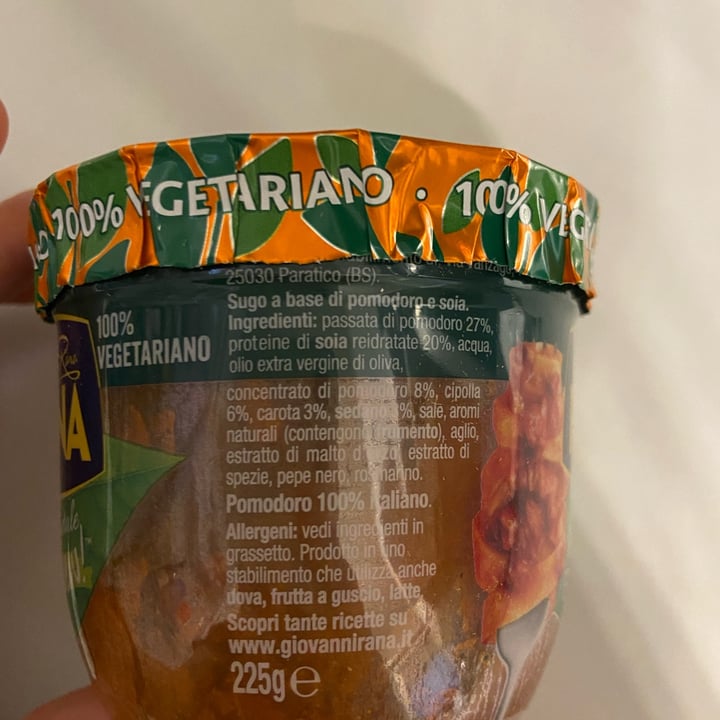 100% VEGETARIANO • 100% VEG
25030 Paratico (BS).
100%
VEGETARIANO
Sugo a base di pomodoro e soia.
Ingredienti: passata di pomodoro 27%,
proteine di soia reidratate 20%, acqua,
olio extra vergine di oliva,
concentrato di pomodoro 8%, cipolla
6%, carota 3%, sedano %, sale, aromi
naturali (contengono frumento), aglio,
estratto di malto d'orzo, estratto di
spezie, pepe nero, rosmarino.
Pomodoro 100% italiano.
Allergeni: vedi ingredienti in
grassetto. Prodotto in uno
stabilimento che utilizza anche
uova, frutta a guscio, latte.
Scopri tante ricette su
www.giovannirana.it
225g e